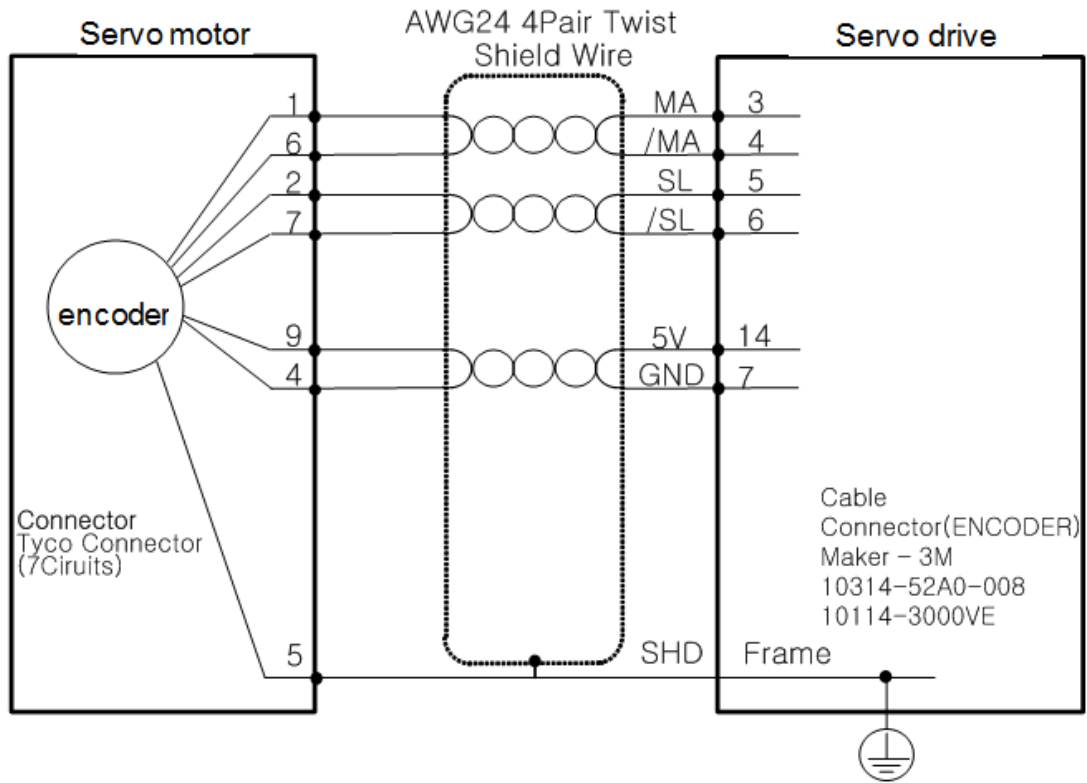 Servo motor
AWG24 4Pair Twist
Shield Wire
Servo drive
1 MA 3
6 /MA 4
2 SL 5
7 /SL 6
encoder
9 5V 14
4 GND 7
Connector
Tyco Connector
(7Ciruits)
Cable
Connector(ENCODER)
Maker - 3M
10314-52A0-008
10114-3000VE
5 SHD Frame